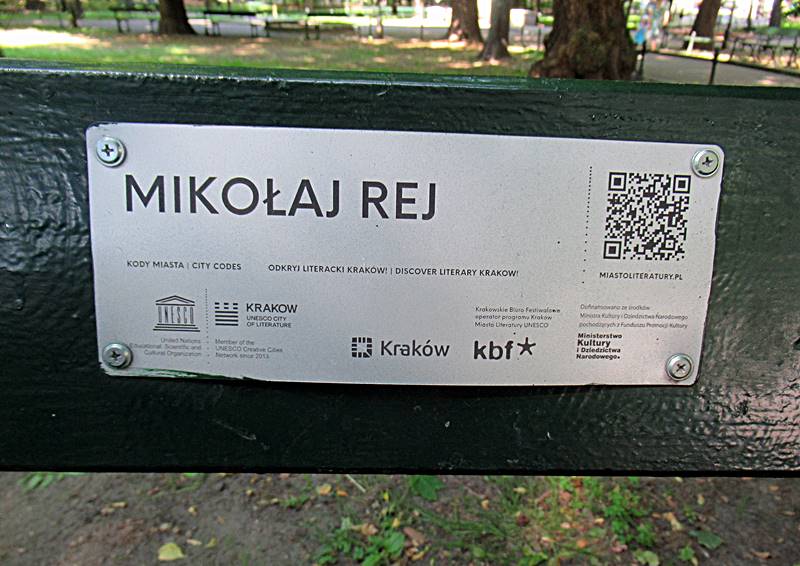 MIKOŁAJ REJ
KODY MIASTA | CITY CODES
ODKRYJ LITERACKI KRAKÓW! | DISCOVER LITERARY KRAKOW!
MIASTOLITERATURY.PL
UNESCO
United Nations
Educational, Scientific and
Cultural Organization
KRAKOW
UNESCO CITY
OF LITERATURE
Member of the
UNESCO Creative Cities
Network since 2013
Kraków
Krakowskie Biuro Festiwalowe
operator programu Kraków
Miasto Literatury UNESCO
kbf*
Dofinansowano ze środków
Ministra Kultury i Dziedzictwa Narodowego
pochodzących z Funduszu Promocji Kultury
Ministerstwo
Kultury
i Dziedzictwa
Narodowego.